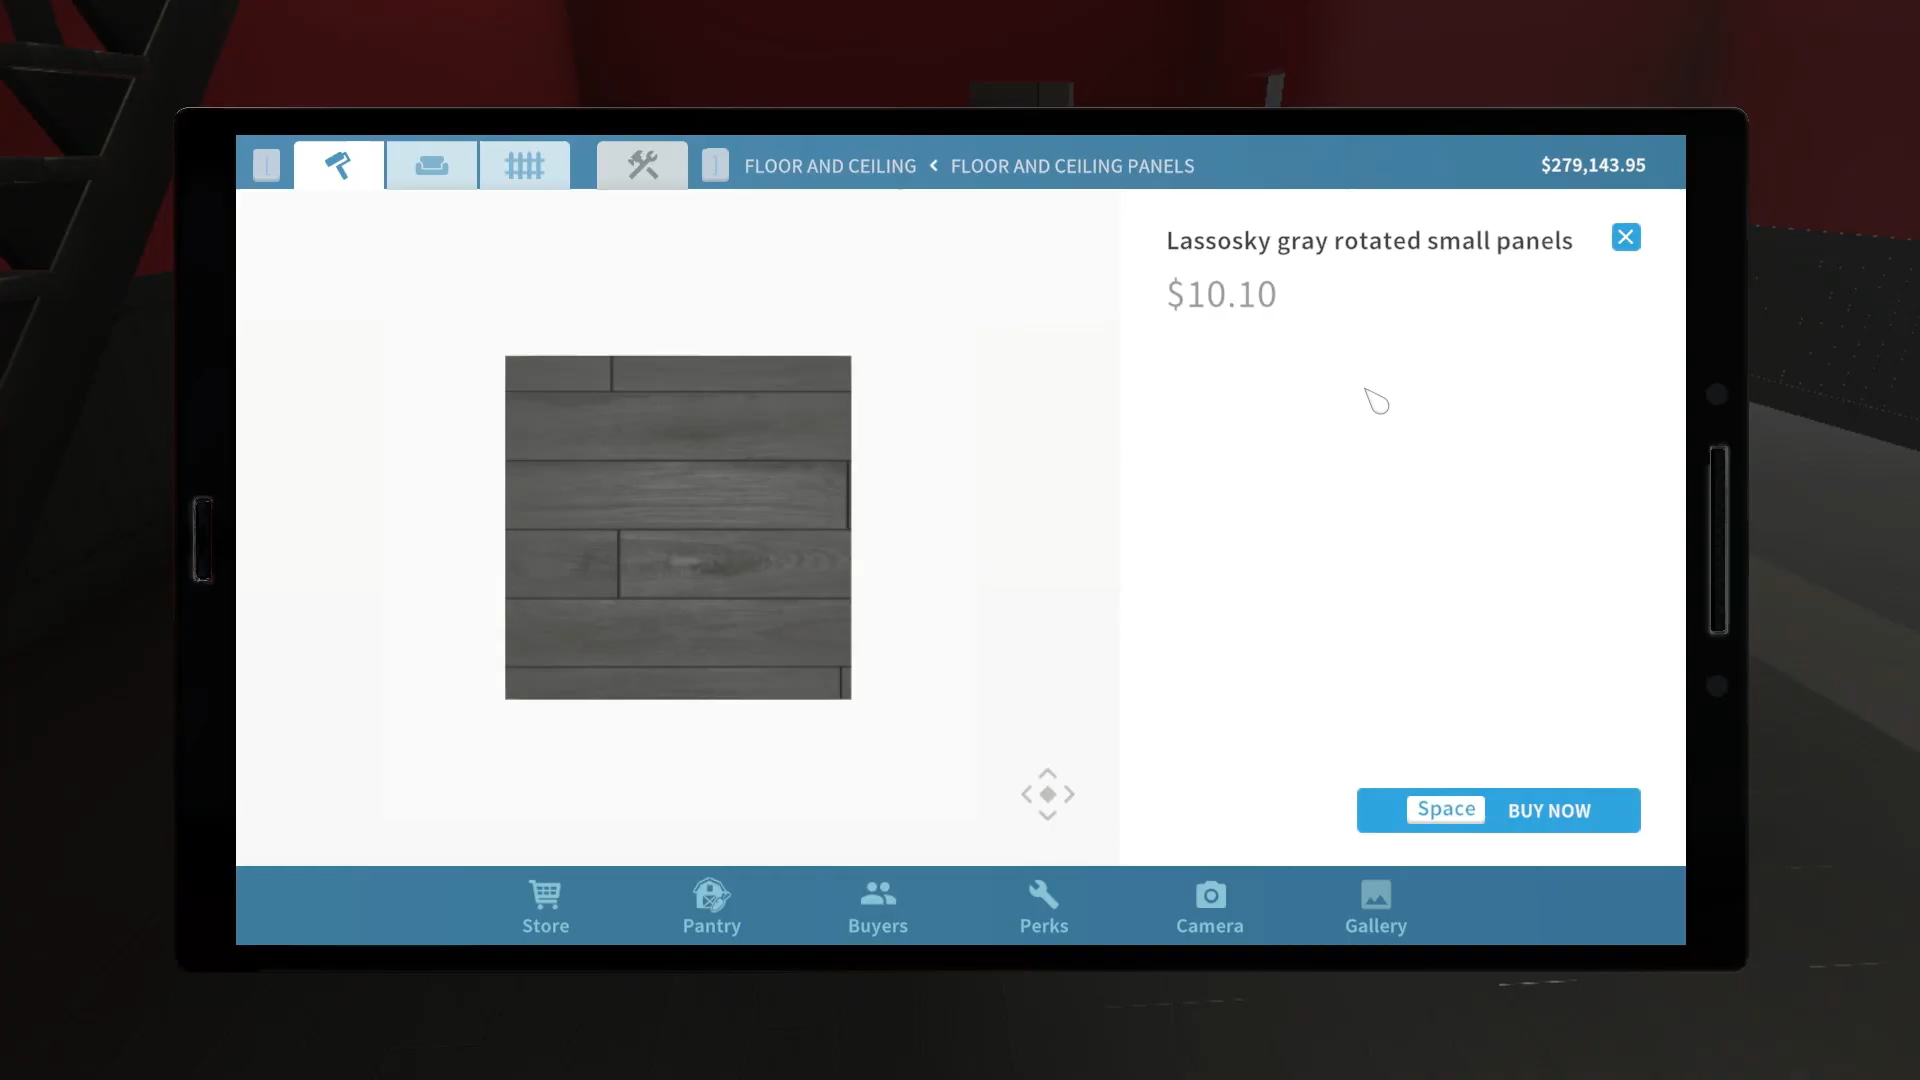 FLOOR AND CEILING < FLOOR AND CEILING PANELS
$279,143.95
Lassosky gray rotated small panels
$10.10
Space BUY NOW
Store Pantry Buyers Perks Camera Gallery